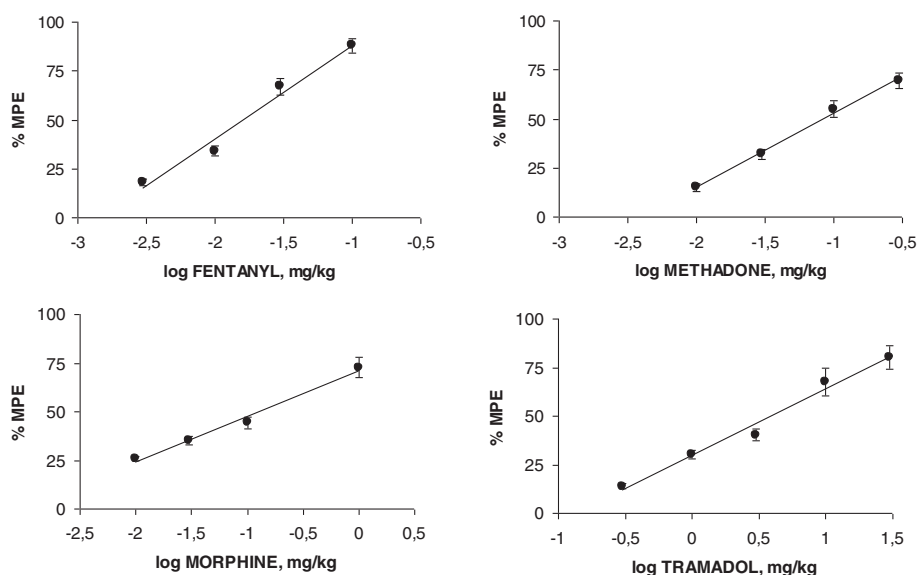 100
75
50
25
0
% MPE
-3 -2,5 -2 -1,5 -1 -0,5
log FENTANYL, mg/kg
100
75
50
25
0
% MPE
-3 -2,5 -2 -1,5 -1 -0,5
log METHADONE, mg/kg
100
75
50
25
0
% MPE
-2,5 -2 -1,5 -1 -0,5 0 0,5
log MORPHINE, mg/kg
100
75
50
25
0
% MPE
-1 -0,5 0 0,5 1 1,5
log TRAMADOL, mg/kg